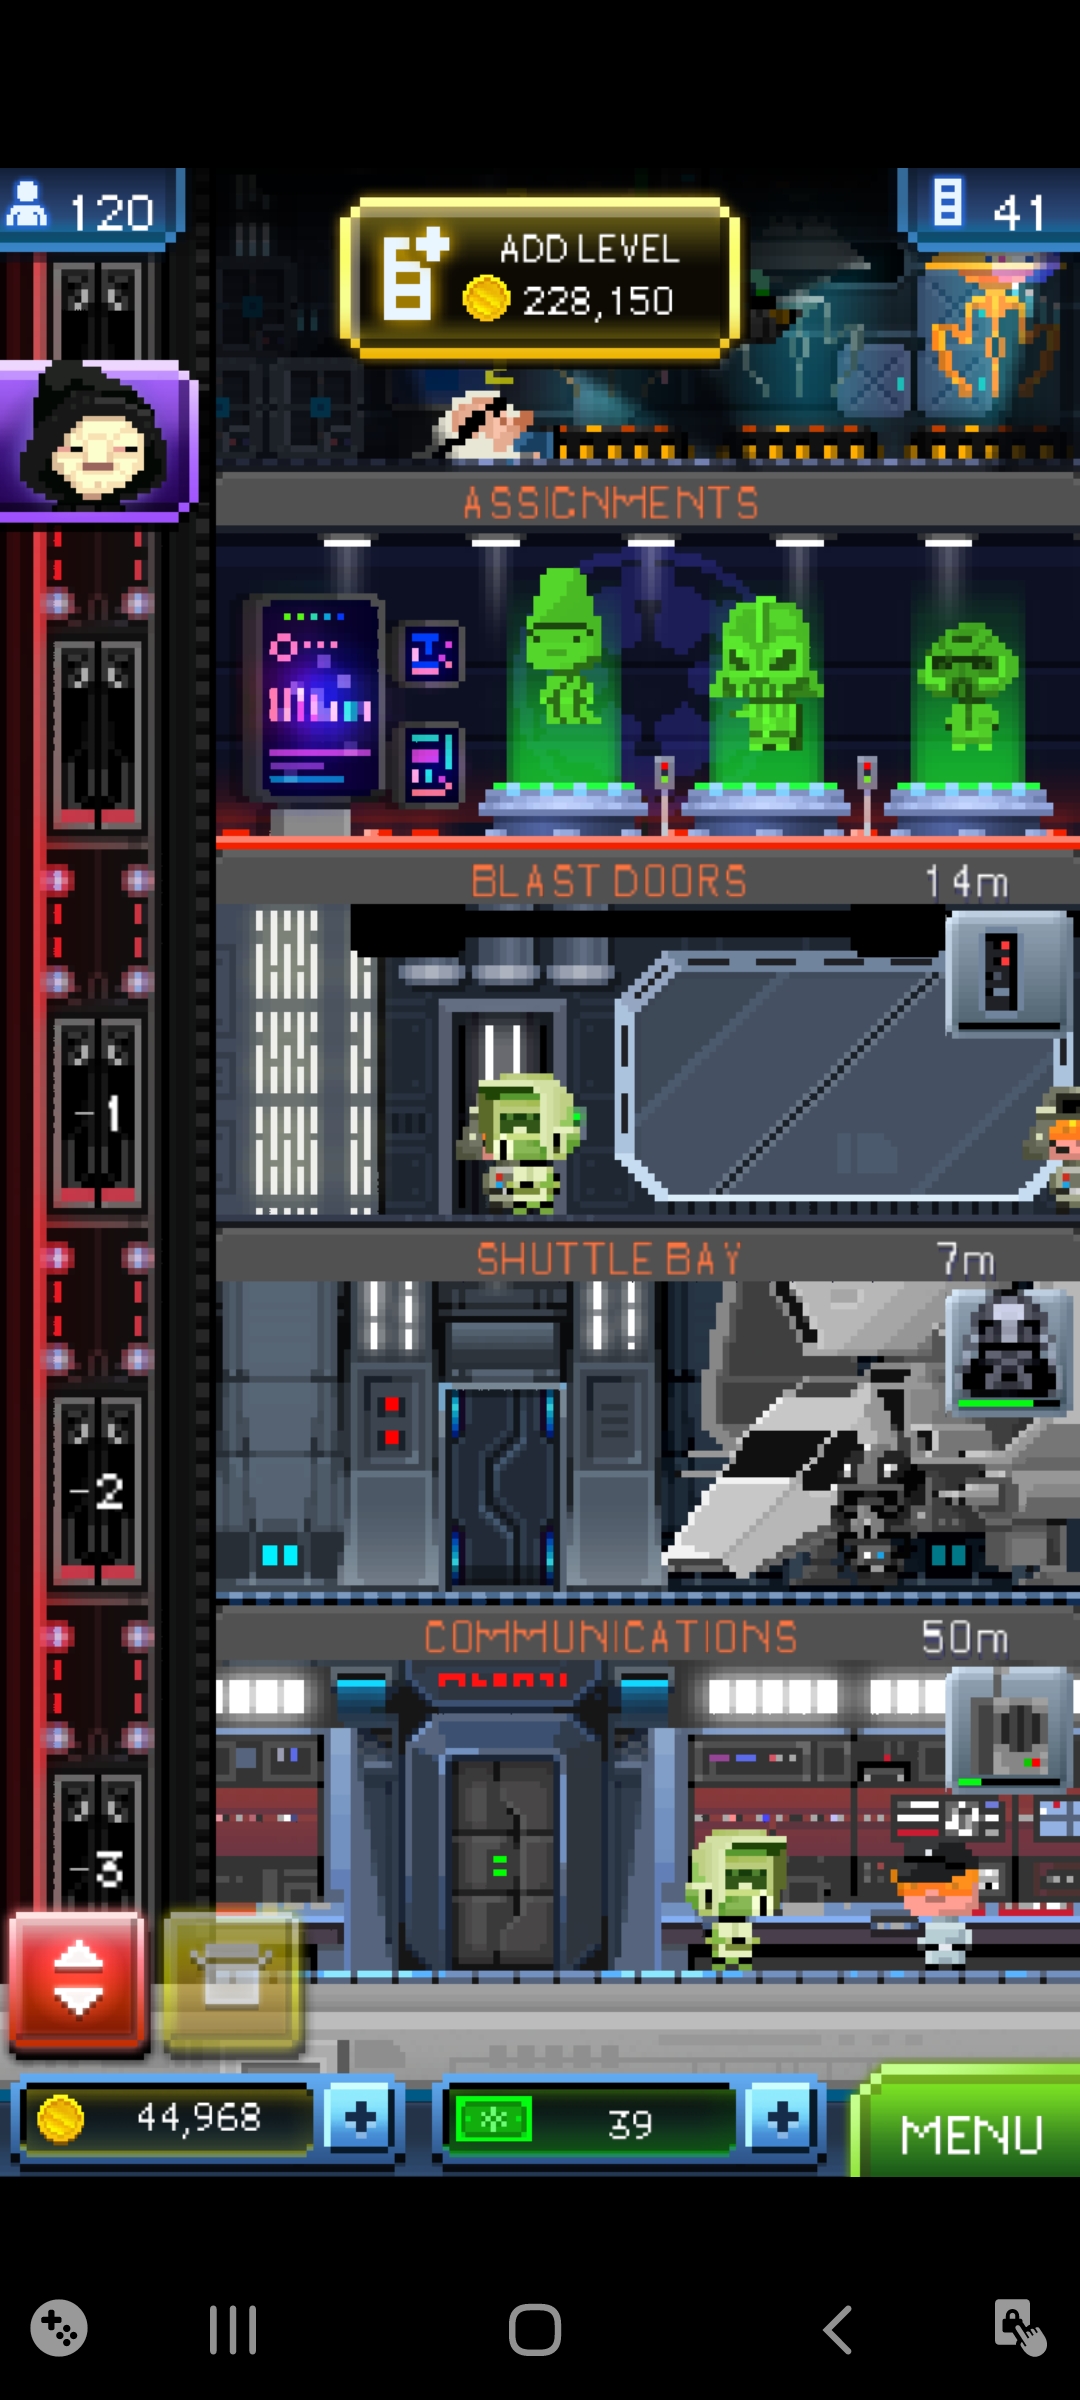 120
ADD LEVEL
228,150
41
ASSIGNMENTS
BLAST DOORS 14m
-1
SHUTTLE BAY 7m
-2
COMMUNICATIONS 50m
-3
44,968
39
MENU